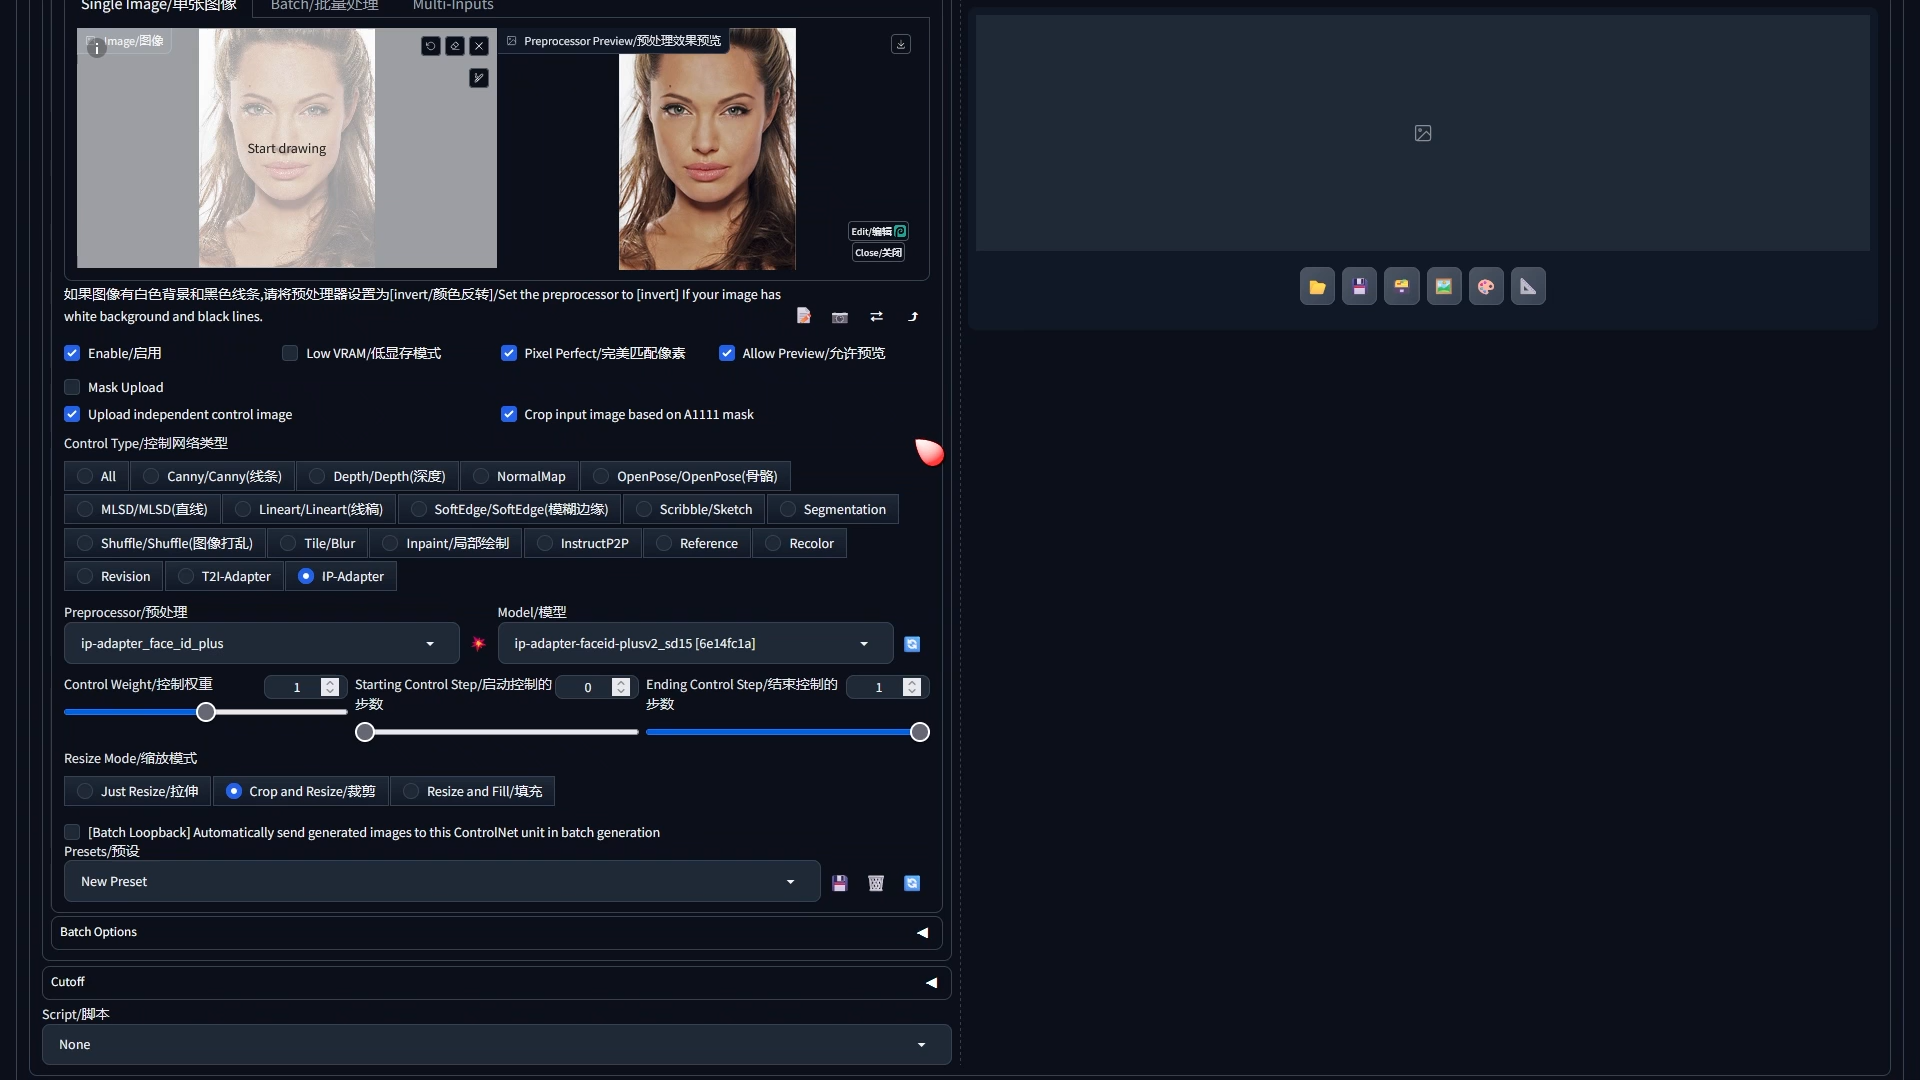 Single Image/单张图像
Batch/批量处理
Multi-Inputs
Image/图像
Preprocessor Preview/预处理效果预览
Start drawing
Edit/编辑
Close/关闭
如果图像有白色背景和黑色线条,请将预处理器设置为[invert/颜色反转]/Set the preprocessor to [invert] If your image has
white background and black lines.
Enable/启用
Low VRAM/低显存模式
Pixel Perfect/完美匹配像素
Allow Preview/允许预览
Mask Upload
Upload independent control image
Crop input image based on A1111 mask
Control Type/控制网络类型
All
Canny/Canny(线条)
Depth/Depth(深度)
NormalMap
OpenPose/OpenPose(骨骼)
MLSD/MLSD(直线)
Lineart/Lineart(线稿)
SoftEdge/SoftEdge(模糊边缘)
Scribble/Sketch
Segmentation
Shuffle/Shuffle(图像打乱)
Tile/Blur
Inpaint/局部绘制
InstructP2P
Reference
Recolor
Revision
T2I-Adapter
IP-Adapter
Preprocessor/预处理
Model/模型
ip-adapter_face_id_plus
ip-adapter-faceid-plusv2_sd15 [6e14fc1a]
Control Weight/控制权重
1
Starting Control Step/启动控制的
步数
0
Ending Control Step/结束控制的
步数
1
Resize Mode/缩放模式
Just Resize/拉伸
Crop and Resize/裁剪
Resize and Fill/填充
[Batch Loopback] Automatically send generated images to this ControlNet unit in batch generation
Presets/预设
New Preset
Batch Options
Cutoff
Script/脚本
None